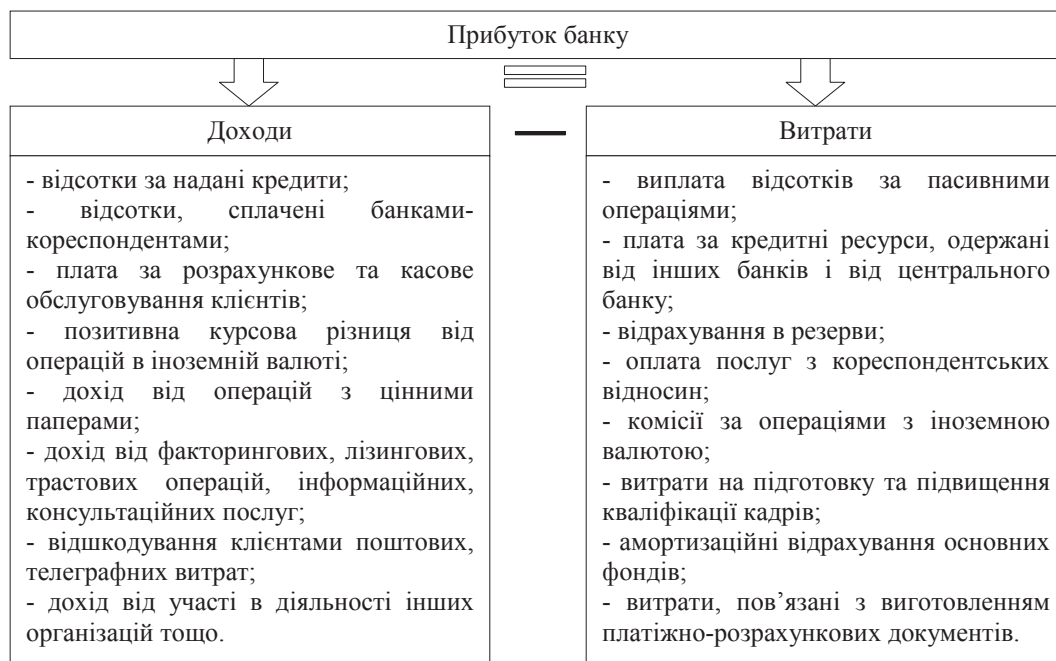 Прибуток банку
Доходи
- відсотки за надані кредити;
- відсотки, сплачені банками-
кореспондентами;
- плата за розрахункове та касове
обслуговування клієнтів;
- позитивна курсова різниця від
операцій в іноземній валюті;
- дохід від операцій з цінними
паперами;
- дохід від факторингових, лізингових,
трастових операцій, інформаційних,
консультаційних послуг;
- відшкодування клієнтами поштових,
телеграфних витрат;
- дохід від участі в діяльності інших
організацій тощо.
Витрати
- виплата відсотків за пасивними
операціями;
- плата за кредитні ресурси, одержані
від інших банків і від центрального
банку;
- відрахування в резерви;
- оплата послуг з кореспондентських
відносин;
- комісії за операціями з іноземною
валютою;
- витрати на підготовку та підвищення
кваліфікації кадрів;
- амортизаційні відрахування основних
фондів;
- витрати, пов’язані з виготовленням
платіжно-розрахункових документів.